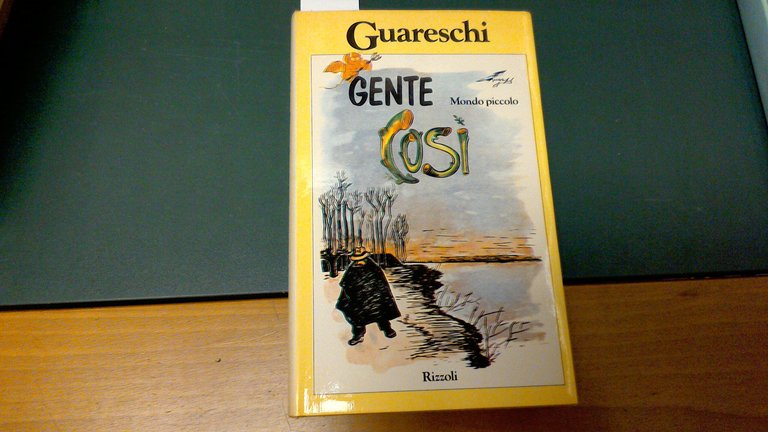 Guareschi
GENTE
Mondo piccolo
Così
Rizzoli